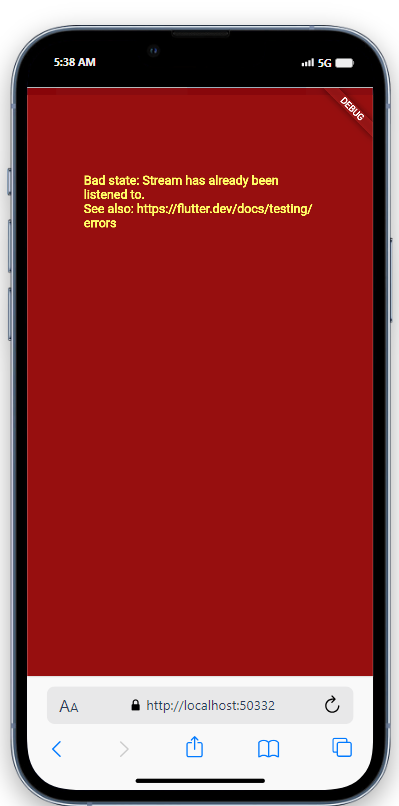 5:38 AM
5G
DEBUG
Bad state: Stream has already been
listened to.
See also: https://flutter.dev/docs/testing/
errors
AA
http://localhost:50332